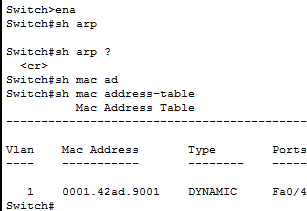 Switch>ena
Switch#sh arp
Switch#sh arp ?
  <cr>
Switch#sh mac ad
Switch#sh mac address-table
          Mac Address Table
-------------------------------------------
Vlan    Mac Address       Type        Ports
----    -----------       --------    -----
   1    0001.42ad.9001    DYNAMIC     Fa0/4
Switch#